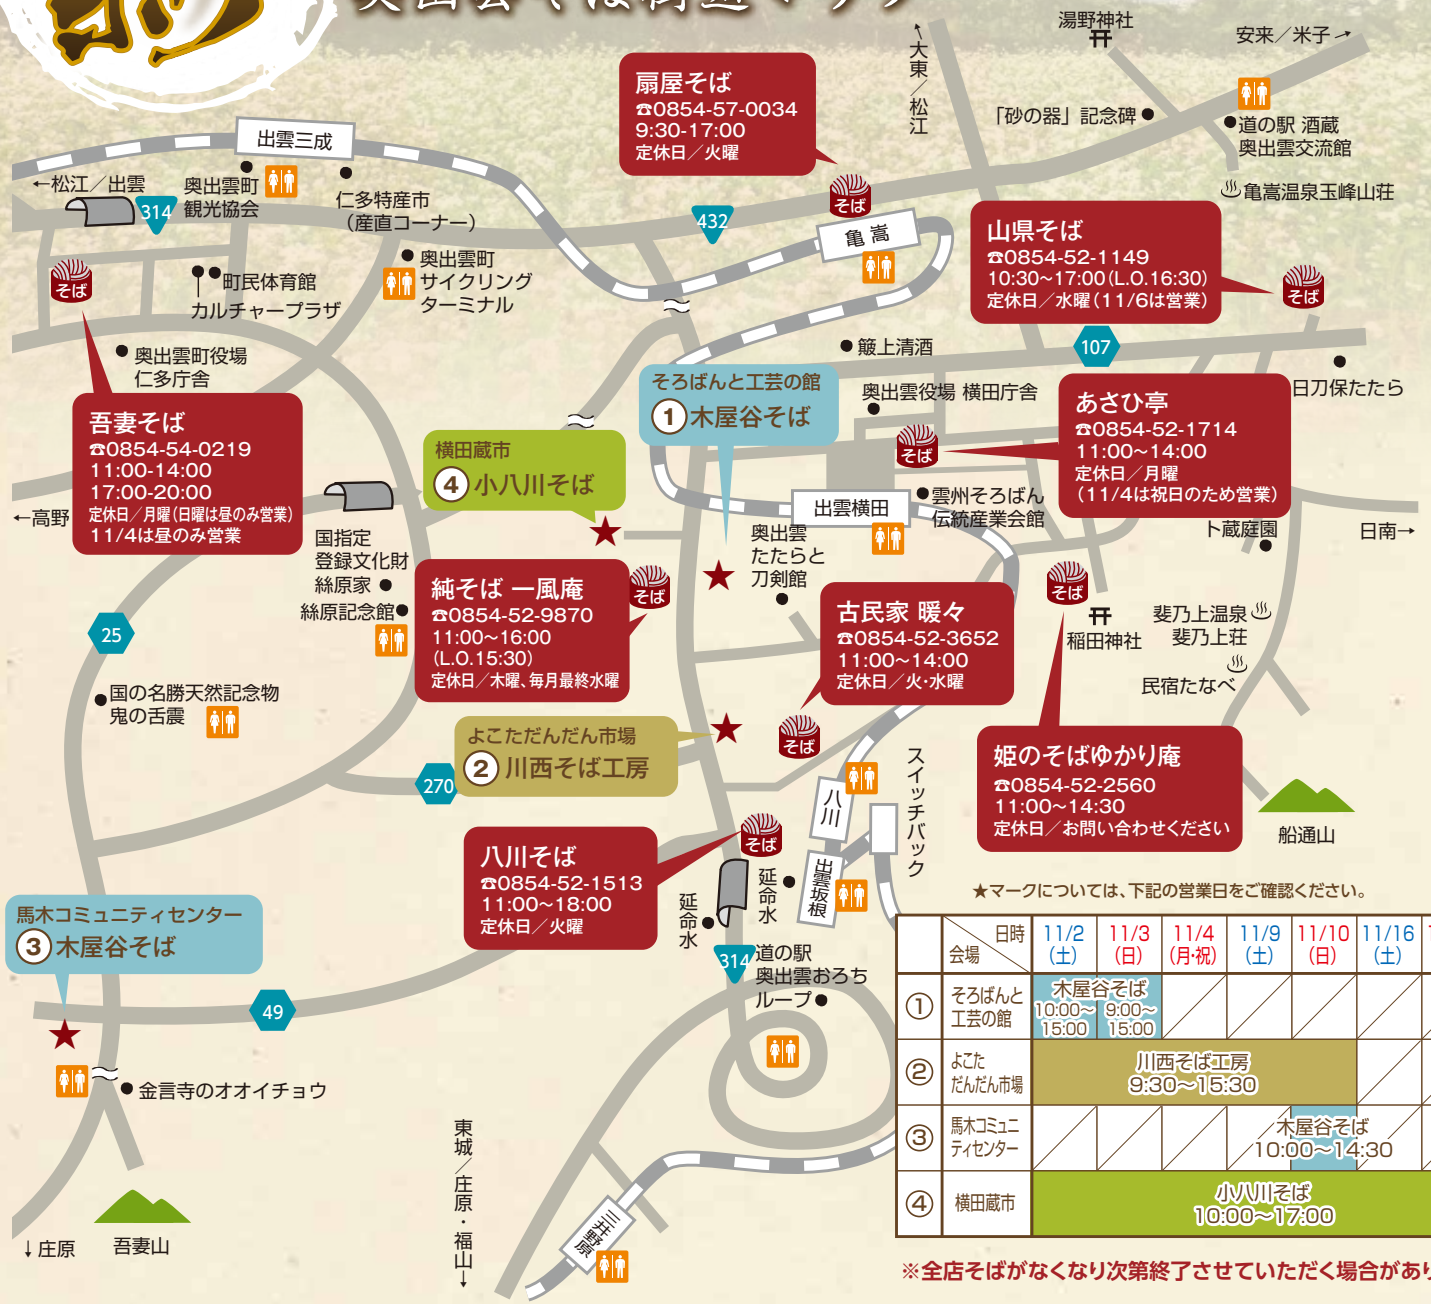 湯野神社
安来／米子→
↑大東／松江
扇屋そば
☎0854-57-0034
9:30-17:00
定休日／火曜
「砂の器」記念碑
道の駅 酒蔵
奥出雲交流館
亀嵩温泉玉峰山荘
出雲三成
←松江／出雲
314
奥出雲町
観光協会
仁多特産市
（産直コーナー）
432
そば
亀嵩
山県そば
☎0854-52-1149
10:30～17:00(L.O.16:30)
定休日／水曜(11/6は営業)
そば
そば
町民体育館
カルチャープラザ
奥出雲町
サイクリング
ターミナル
奥出雲町役場
仁多庁舎
簸上清酒
107
日刀保たたら
吾妻そば
☎0854-54-0219
11:00-14:00
17:00-20:00
定休日／月曜(日曜は昼のみ営業)
11/4は昼のみ営業
そろばんと工芸の館
①木屋谷そば
奥出雲役場 横田庁舎
あさひ亭
☎0854-52-1714
11:00～14:00
定休日／月曜
（11/4は祝日のため営業）
そば
横田蔵市
④小八川そば
←高野
国指定
登録文化財
絲原家
絲原記念館
出雲横田
雲州そろばん
伝統産業会館
日南→
卜蔵庭園
奥出雲
たたらと
刀剣館
純そば 一風庵
☎0854-52-9870
11:00～16:00
(L.O.15:30)
定休日／木曜、毎月最終水曜
そば
古民家 暖々
☎0854-52-3652
11:00～14:00
定休日／火・水曜
そば
そば
稲田神社
斐乃上温泉
斐乃上荘
民宿たなべ
25
国の名勝天然記念物
鬼の舌震
よこただんだん市場
②川西そば工房
270
姫のそばゆかり庵
☎0854-52-2560
11:00～14:30
定休日／お問い合わせください
船通山
スイッチバック
八川
出雲坂根
八川そば
☎0854-52-1513
11:00～18:00
定休日／火曜
そば
延命水
延命水
314
道の駅
奥出雲おろち
ループ
馬木コミュニティセンター
③木屋谷そば
49
金言寺のオオイチョウ
↓庄原
吾妻山
東城／庄原・福山→
三井野原
★マークについては、下記の営業日をご確認ください。
日時
会場
11/2
(土)
11/3
(日)
11/4
(月・祝)
11/9
(土)
11/10
(日)
11/16
(土)
① そろばんと
工芸の館
木屋谷そば
10:00～
15:00
9:00～
15:00
② よこた
だんだん市場
川西そば工房
9:30～15:30
③ 馬木コミュニ
ティセンター
木屋谷そば
10:00～14:30
④ 横田蔵市
小八川そば
10:00～17:00
※全店そばがなくなり次第終了させていただく場合があり